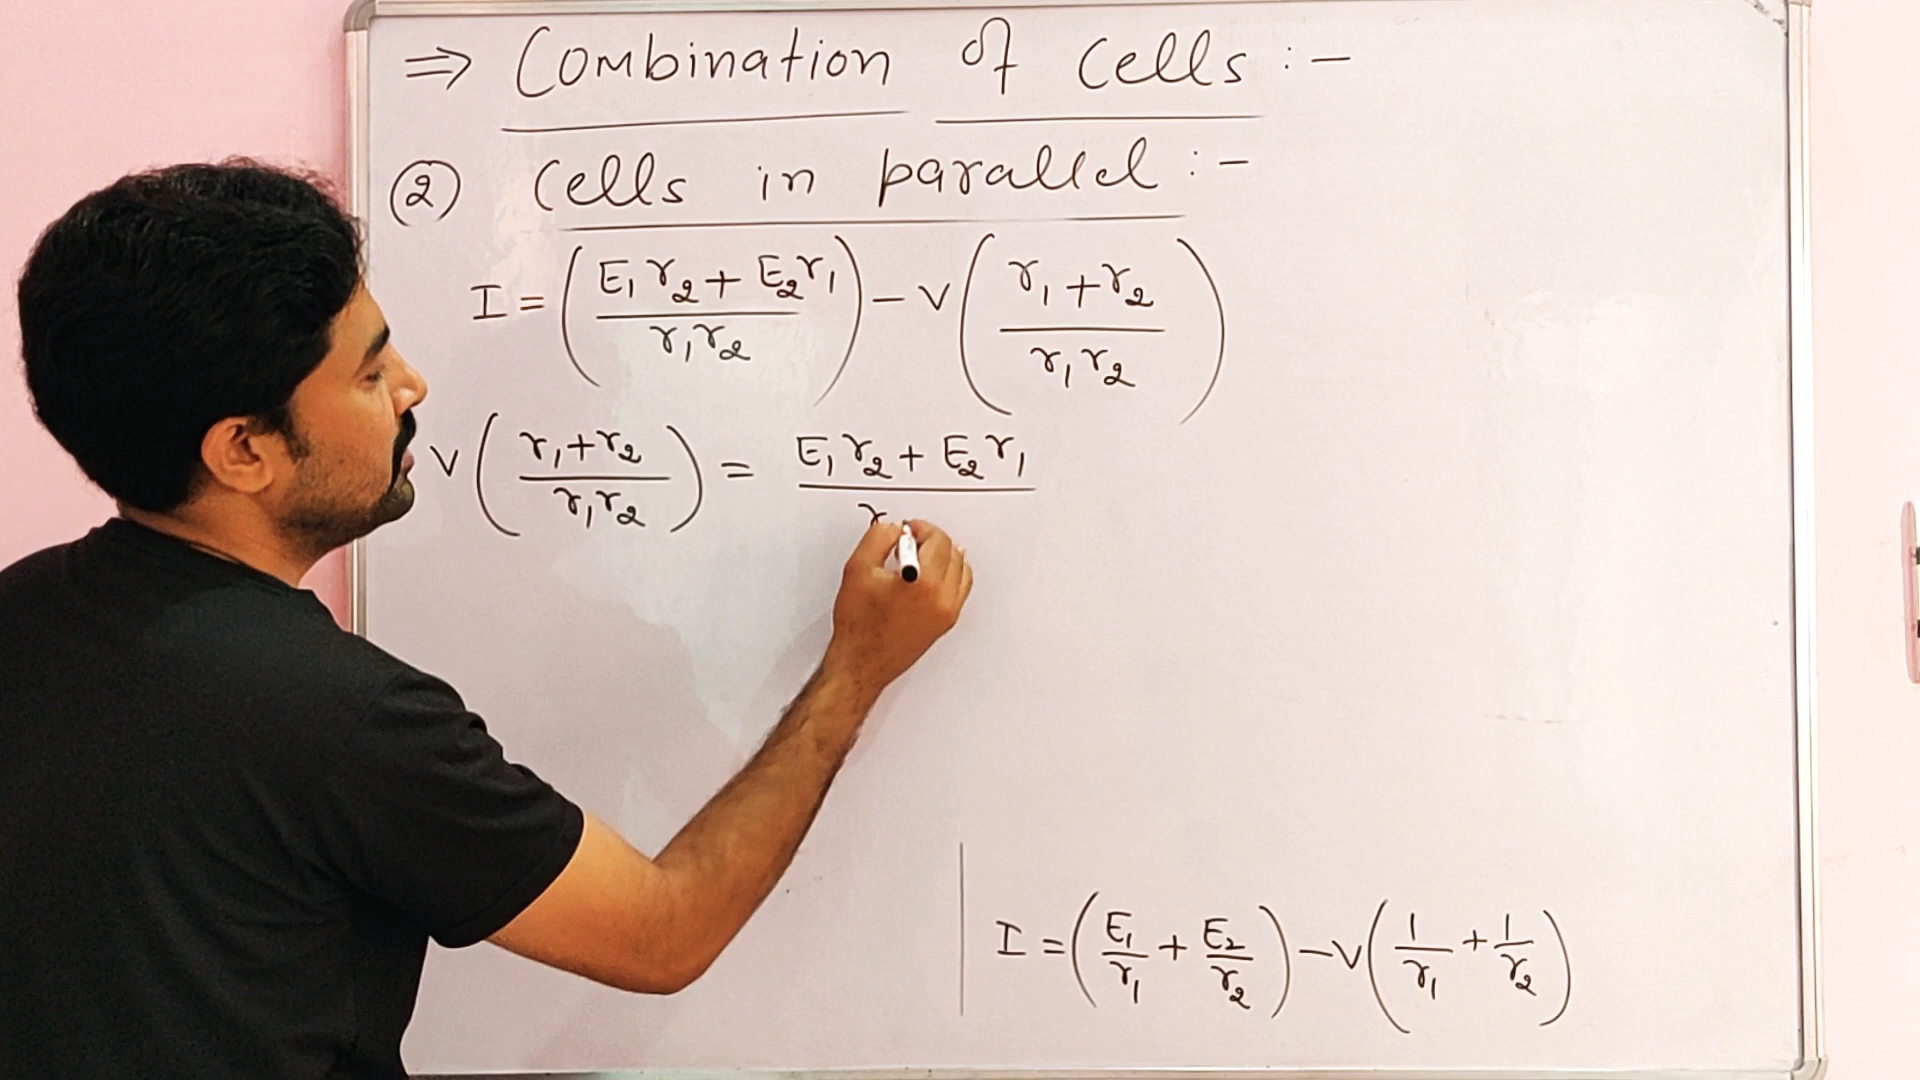 ⇒ Combination of cells :-
② cells in parallel :-
I = (E₁r₂ + E₂r₁ / r₁r₂) - V (r₁ + r₂ / r₁r₂)
V (r₁ + r₂ / r₁r₂) = E₁r₂ + E₂r₁ / r
I = (E₁/r₁ + E₂/r₂) - V (1/r₁ + 1/r₂)